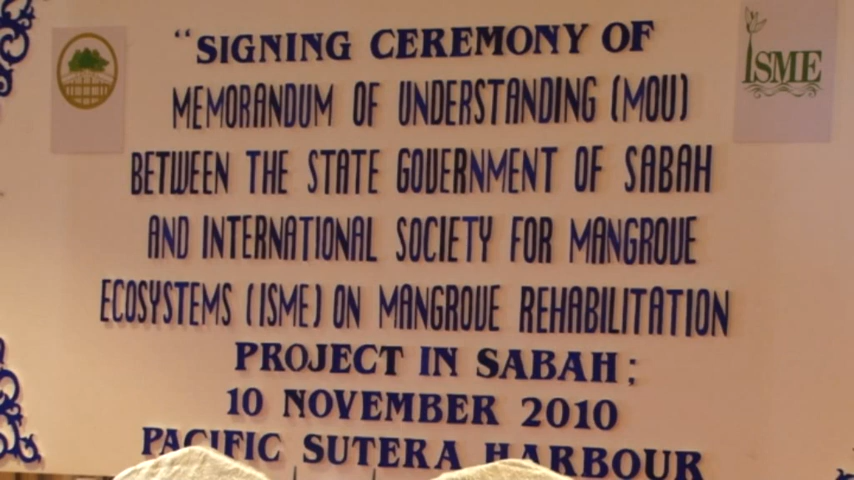 "SIGNING CEREMONY OF
MEMORANDUM OF UNDERSTANDING (MOU)
BETWEEN THE STATE GOVERNMENT OF SABAH
AND INTERNATIONAL SOCIETY FOR MANGROVE
ECOSYSTEMS (ISME) ON MANGROVE REHABILITATION
PROJECT IN SABAH;
10 NOVEMBER 2010
PACIFIC SUTERA HARBOUR
ISME